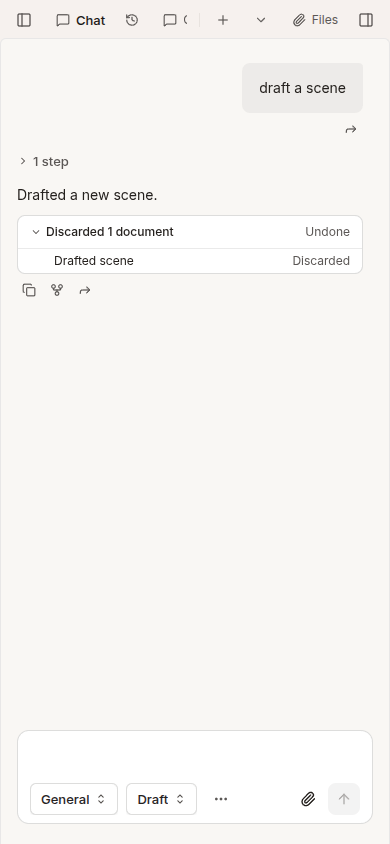 Chat
Files
draft a scene
1 step
Drafted a new scene.
Discarded 1 document Undone
Drafted scene Discarded
General Draft